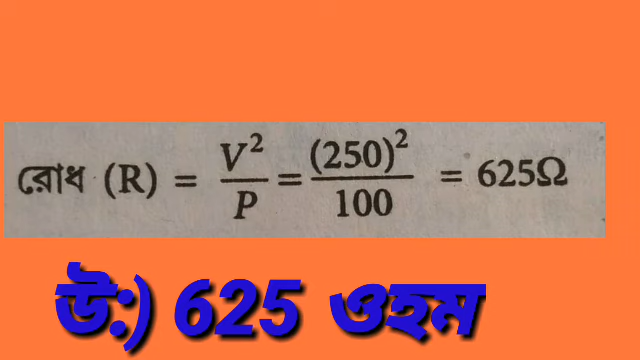 রোধ (R) = V²/P = (250)²/100 = 625Ω
উ:) 625 ওহম